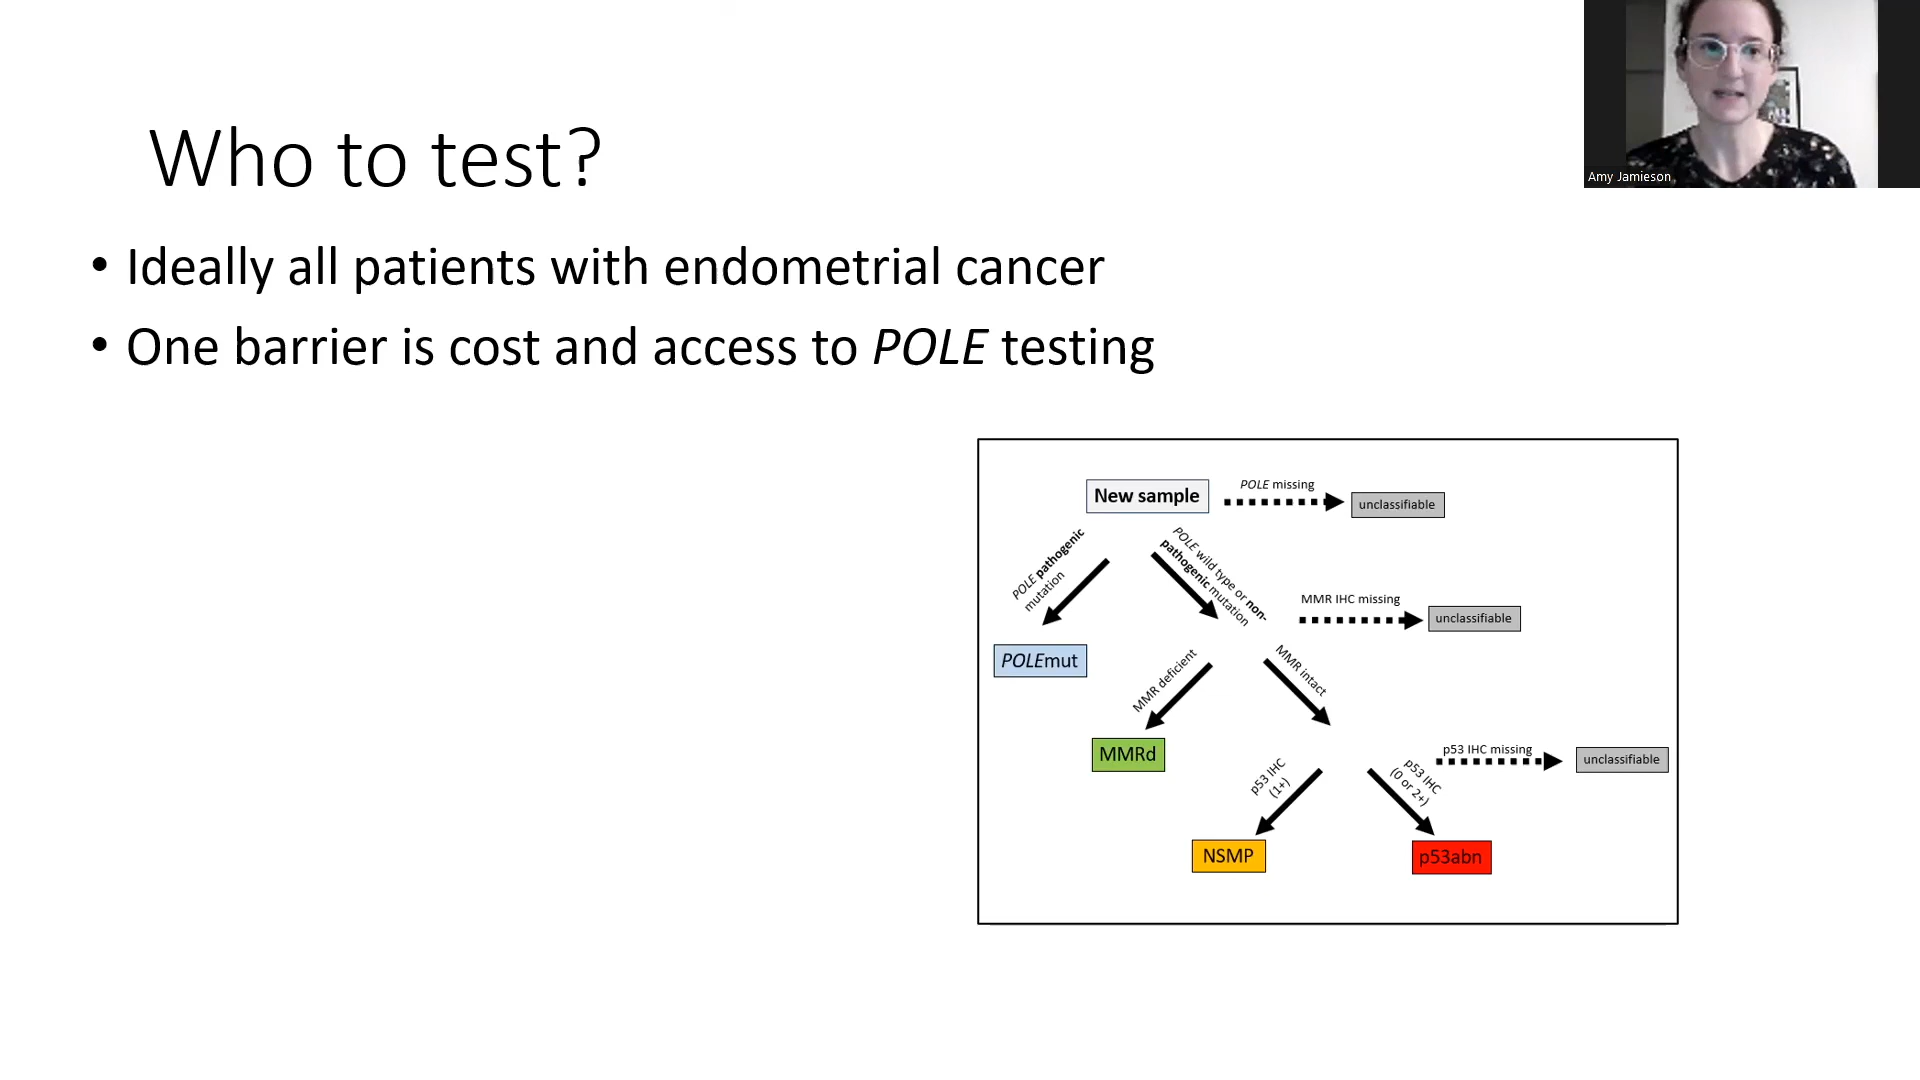 Amy Jamieson
Who to test?
• Ideally all patients with endometrial cancer
• One barrier is cost and access to POLE testing
New sample
POLE missing
unclassifiable
POLE pathogenic
mutation
POLE wild type or non-
pathogenic mutation
MMR IHC missing
unclassifiable
POLEmut
MMR deficient
MMR intact
MMRd
p53 IHC missing
unclassifiable
p53 IHC
(1+)
p53 IHC
(0 or 2+)
NSMP
p53abn